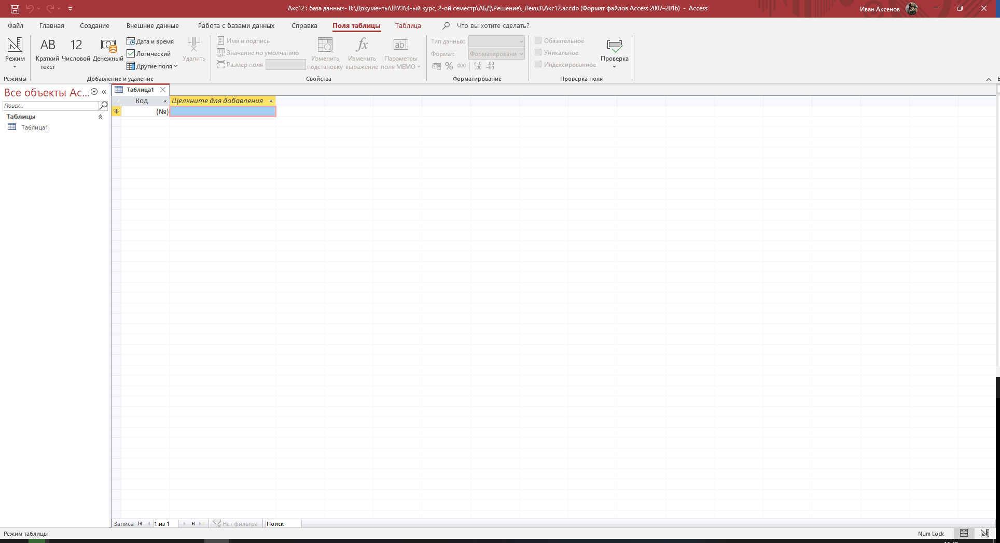 Акс12 : база данных- B:\Документы\!ВУЗ\4-ый курс, 2-ой семестр\АБД\Решение\_Лекц3\Акс12.accdb (Формат файлов Access 2007–2016) - Access
Иван Аксенов
Файл Главная Создание Внешние данные Работа с базами данных Справка Поля таблицы Таблица Что вы хотите сделать?
Режим
Режимы
AB
Краткий текст
12
Числовой
Денежный
Дата и время
Логический
Другие поля
Удалить
Добавление и удаление
Имя и подпись
Значение по умолчанию
Размер поля
Изменить подстановку
fx
Изменить выражение
ab|
Параметры поля МЕМО
Свойства
Тип данных:
Формат: Форматировани
% 000
Форматирование
Обязательное
Уникальное
Индексированное
Проверка
Проверка поля
Все объекты Ac...
Поиск...
Таблицы
Таблица1
Таблица1
Код Щелкните для добавления
(№)
Запись: 1 из 1 Нет фильтра Поиск
Режим таблицы
Num Lock